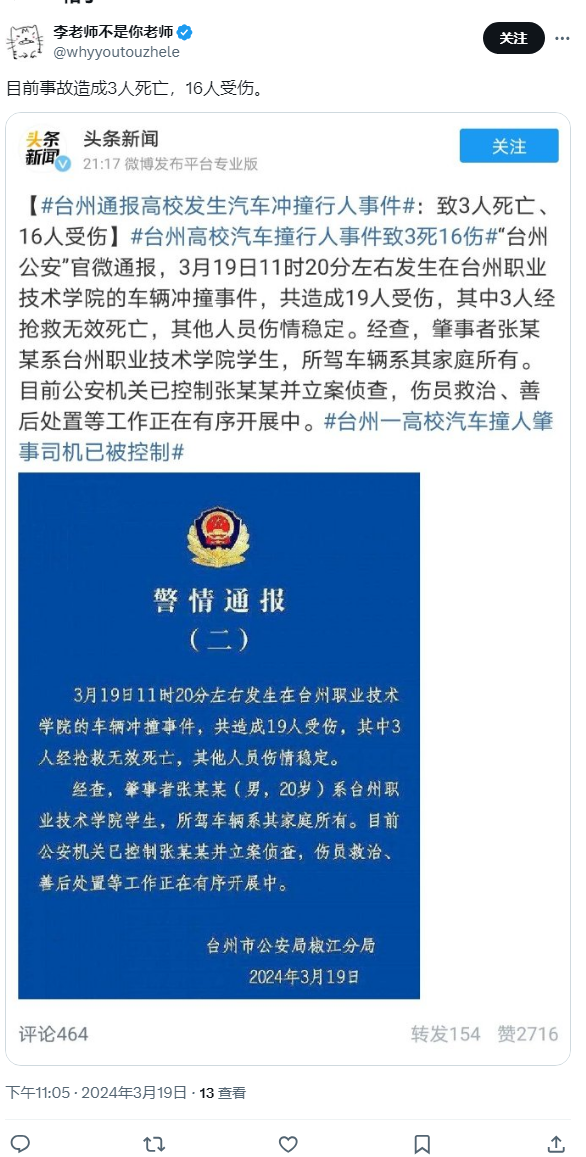 李老师不是你老师
@whyyoutouzhele
关注
目前事故造成3人死亡，16人受伤。
头条新闻
头条新闻
21:17 微博发布平台专业版
关注
【#台州通报高校发生汽车冲撞行人事件#：致3人死亡、
16人受伤】#台州高校汽车撞行人事件致3死16伤#“台州
公安”官微通报，3月19日11时20分左右发生在台州职业
技术学院的车辆冲撞事件，共造成19人受伤，其中3人经
抢救无效死亡，其他人员伤情稳定。经查，肇事者张某
某系台州职业技术学院学生，所驾车辆系其家庭所有。
目前公安机关已控制张某某并立案侦查，伤员救治、善
后处置等工作正在有序开展中。#台州一高校汽车撞人肇
事司机已被控制#
警情通报
（二）
3月19日11时20分左右发生在台州职业技术
学院的车辆冲撞事件，共造成19人受伤，其中3
人经抢救无效死亡，其他人员伤情稳定。
经查，肇事者张某某（男，20岁）系台州职
业技术学院学生，所驾车辆系其家庭所有。目前
公安机关已控制张某某并立案侦查，伤员救治、
善后处置等工作正在有序开展中。
台州市公安局椒江分局
2024年3月19日
评论464
转发154 赞2716
下午11:05 · 2024年3月19日 · 13 查看